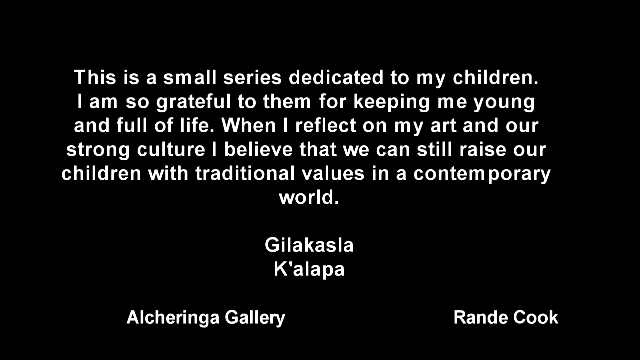 This is a small series dedicated to my children.
I am so grateful to them for keeping me young
and full of life. When I reflect on my art and our
strong culture I believe that we can still raise our
children with traditional values in a contemporary
world.
Gilakasla
K'alapa
Alcheringa Gallery
Rande Cook